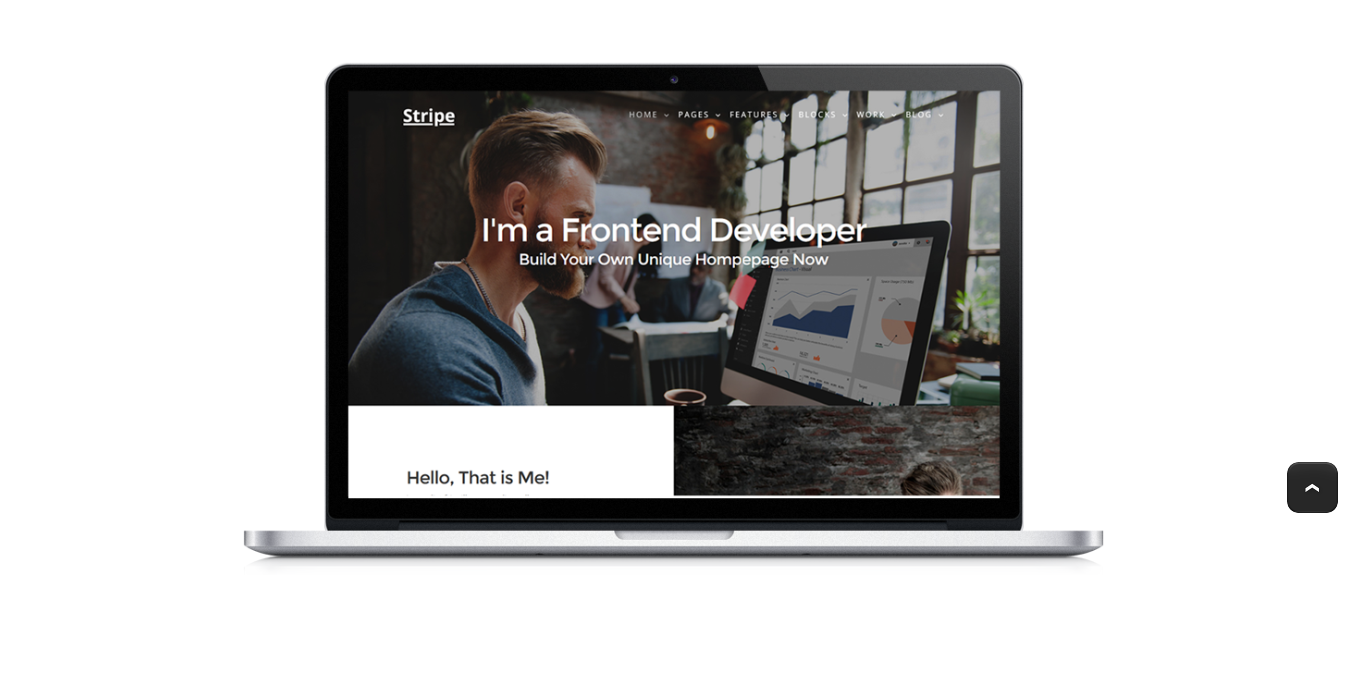 Stripe
HOME PAGES FEATURES BLOCKS WORK BLOG
I'm a Frontend Developer
Build Your Own Unique Hompepage Now
Hello, That is Me!